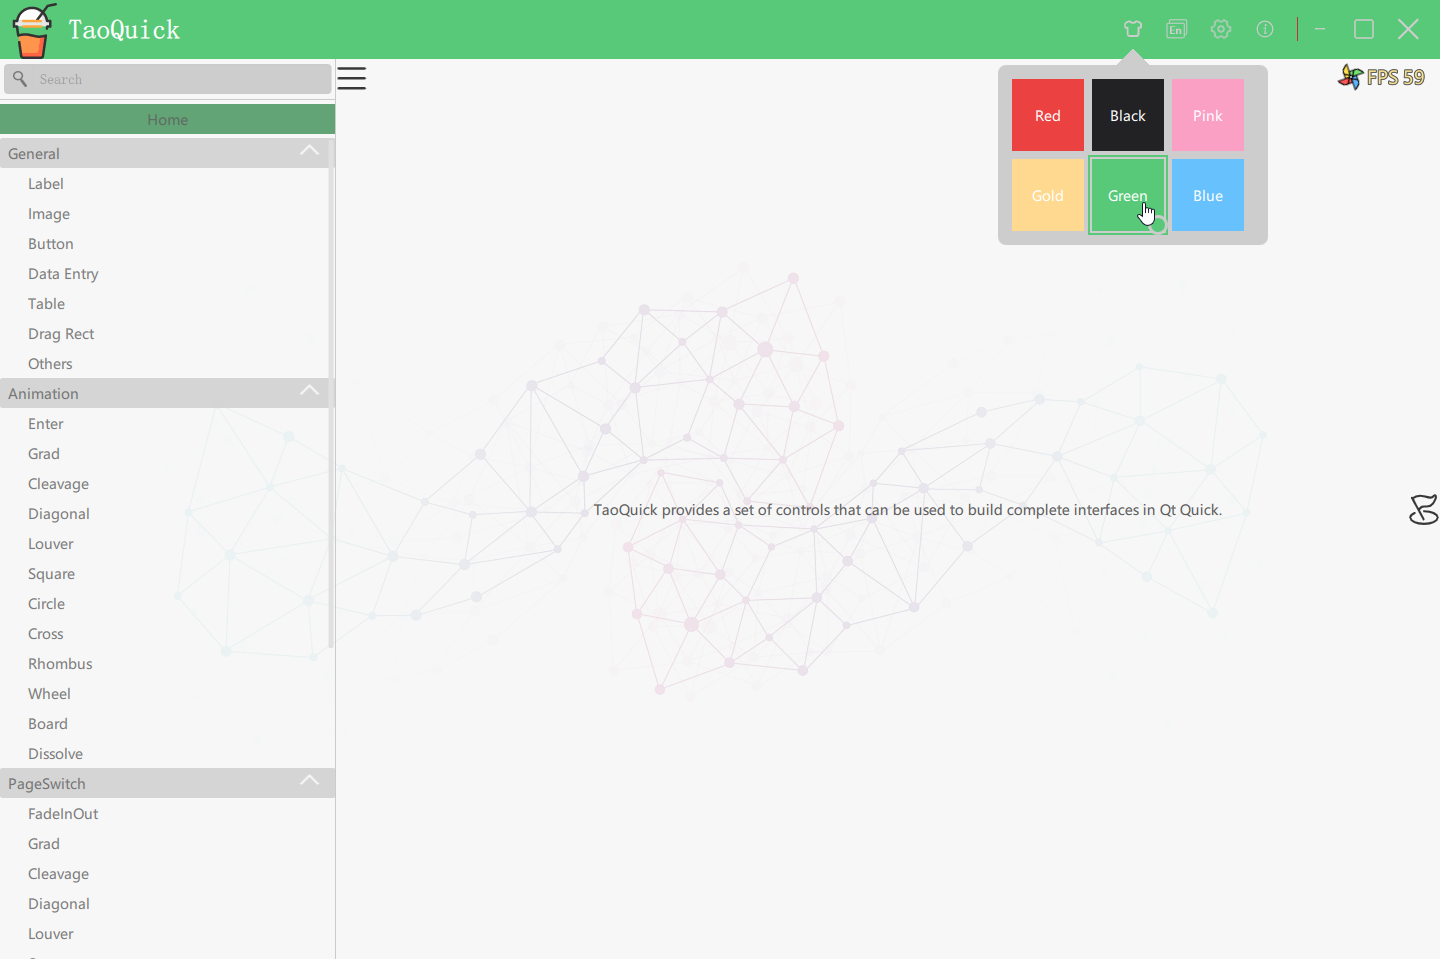 TaoQuick
En
Search
FPS 59
Home
Red
Black
Pink
General
Label
Gold
Green
Blue
Image
Button
Data Entry
Table
Drag Rect
Others
Animation
Enter
Grad
Cleavage
Diagonal
TaoQuick provides a set of controls that can be used to build complete interfaces in Qt Quick.
Louver
Square
Circle
Cross
Rhombus
Wheel
Board
Dissolve
PageSwitch
FadeInOut
Grad
Cleavage
Diagonal
Louver